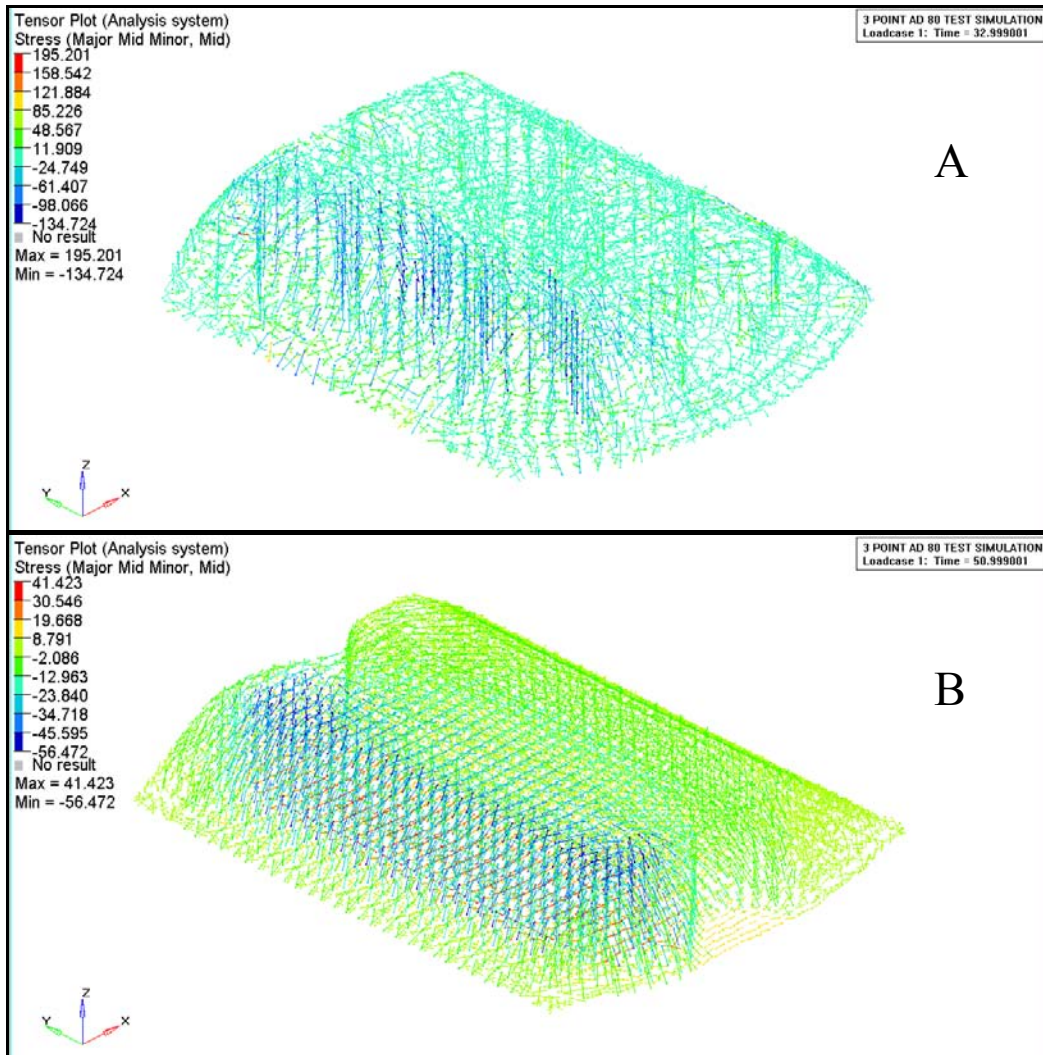 Tensor Plot (Analysis system)
Stress (Major Mid Minor, Mid)
195.201
158.542
121.884
85.226
48.567
11.909
-24.749
-61.407
-98.066
-134.724
No result
Max = 195.201
Min = -134.724
3 POINT AD 80 TEST SIMULATION
Loadcase 1: Time = 32.999001
A
Z
Y
X
Tensor Plot (Analysis system)
Stress (Major Mid Minor, Mid)
41.423
30.546
19.668
8.791
-2.086
-12.963
-23.840
-34.718
-45.595
-56.472
No result
Max = 41.423
Min = -56.472
3 POINT AD 80 TEST SIMULATION
Loadcase 1: Time = 50.999001
B
Z
Y
X